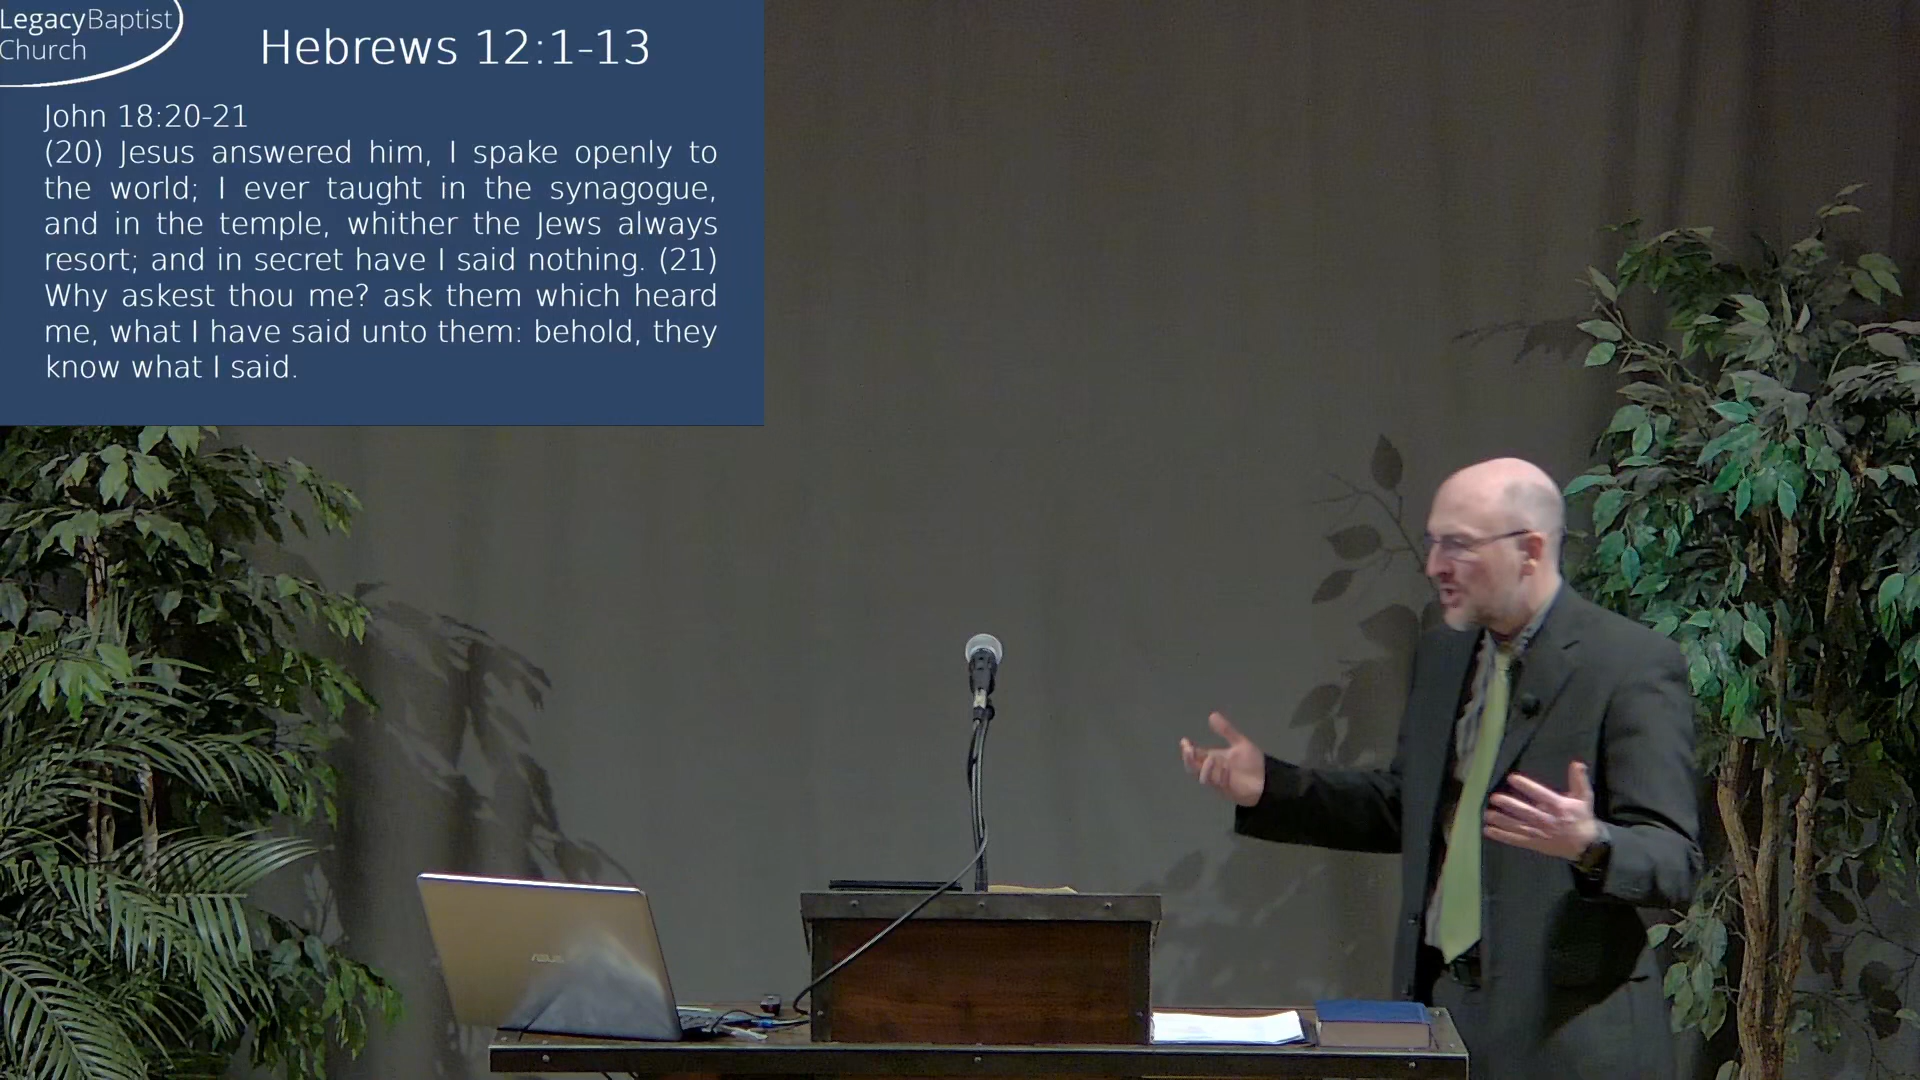 LegacyBaptist
Church
Hebrews 12:1-13
John 18:20-21
(20) Jesus answered him, I spake openly to
the world; I ever taught in the synagogue,
and in the temple, whither the Jews always
resort; and in secret have I said nothing. (21)
Why askest thou me? ask them which heard
me, what I have said unto them: behold, they
know what I said.
ASUS